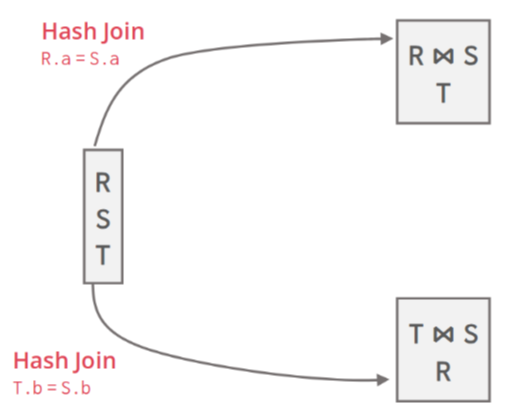 Hash Join
R.a=S.a
R ⋈ S
T
R
S
T
Hash Join
T.b=S.b
T ⋈ S
R